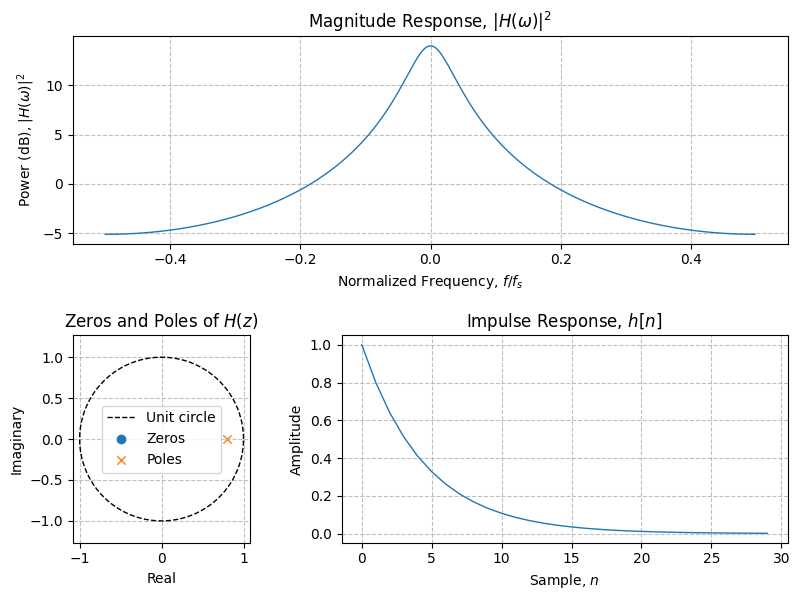 Magnitude Response, |H(ω)|²
Power (dB), |H(ω)|²
10
5
0
−5
−0.4 −0.2 0.0 0.2 0.4
Normalized Frequency, f/fₛ
Zeros and Poles of H(z)
Imaginary
1.0
0.5
0.0
−0.5
−1.0
Unit circle
Zeros
Poles
−1 0 1
Real
Impulse Response, h[n]
Amplitude
1.0
0.8
0.6
0.4
0.2
0.0
0 5 10 15 20 25 30
Sample, n